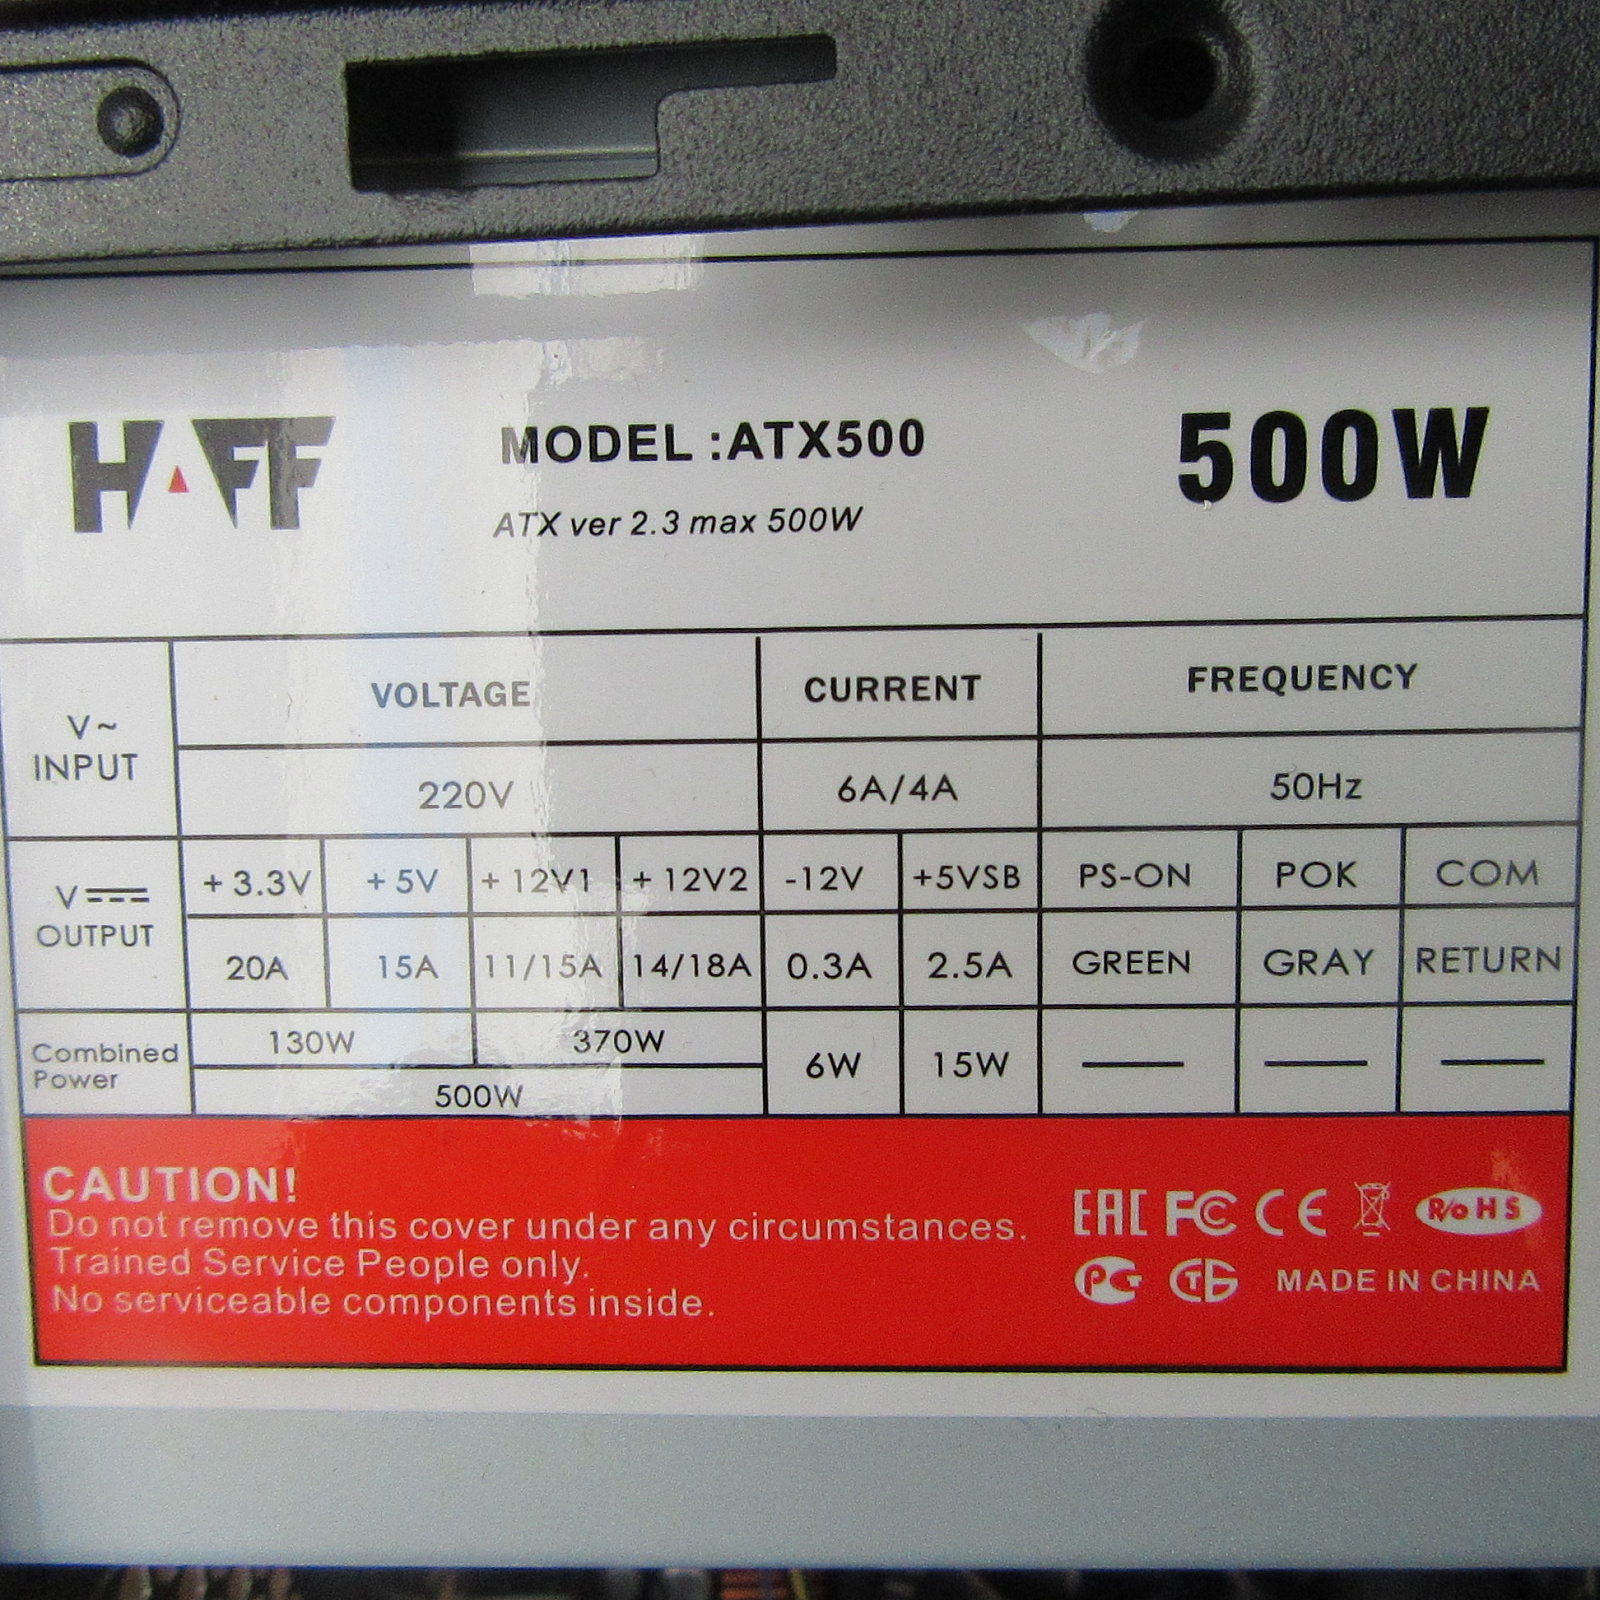 HAFF
MODEL :ATX500
500W
ATX ver 2.3 max 500W
V~
INPUT
VOLTAGE
CURRENT
FREQUENCY
220V
6A/4A
50Hz
V
OUTPUT
+3.3V
+5V
+12V1
+12V2
-12V
+5VSB
PS-ON
POK
COM
20A
15A
11/15A
14/18A
0.3A
2.5A
GREEN
GRAY
RETURN
Combined
Power
130W
370W
500W
6W
15W
CAUTION!
Do not remove this cover under any circumstances.
Trained Service People only.
No serviceable components inside.
EAC FC CE RoHS
PG СТБ MADE IN CHINA